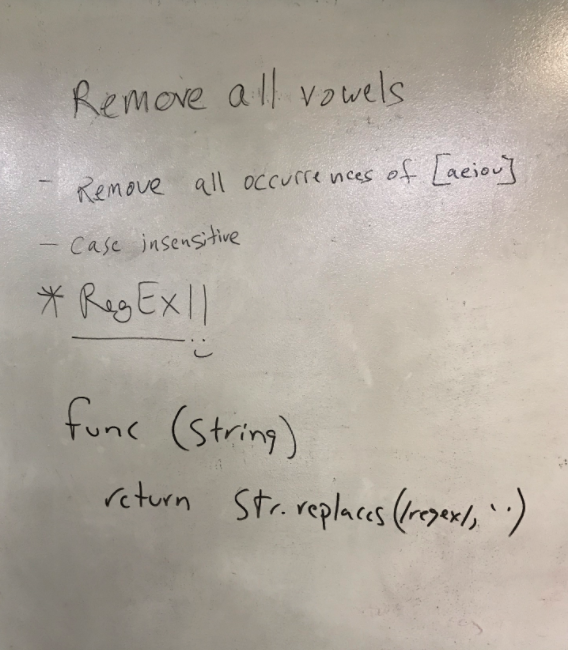 Remove all vowels
- Remove all occurrences of [aeiou]
- Case insensitive
* RegEx!!
func (string)
return str.replaces(/regex/, '')